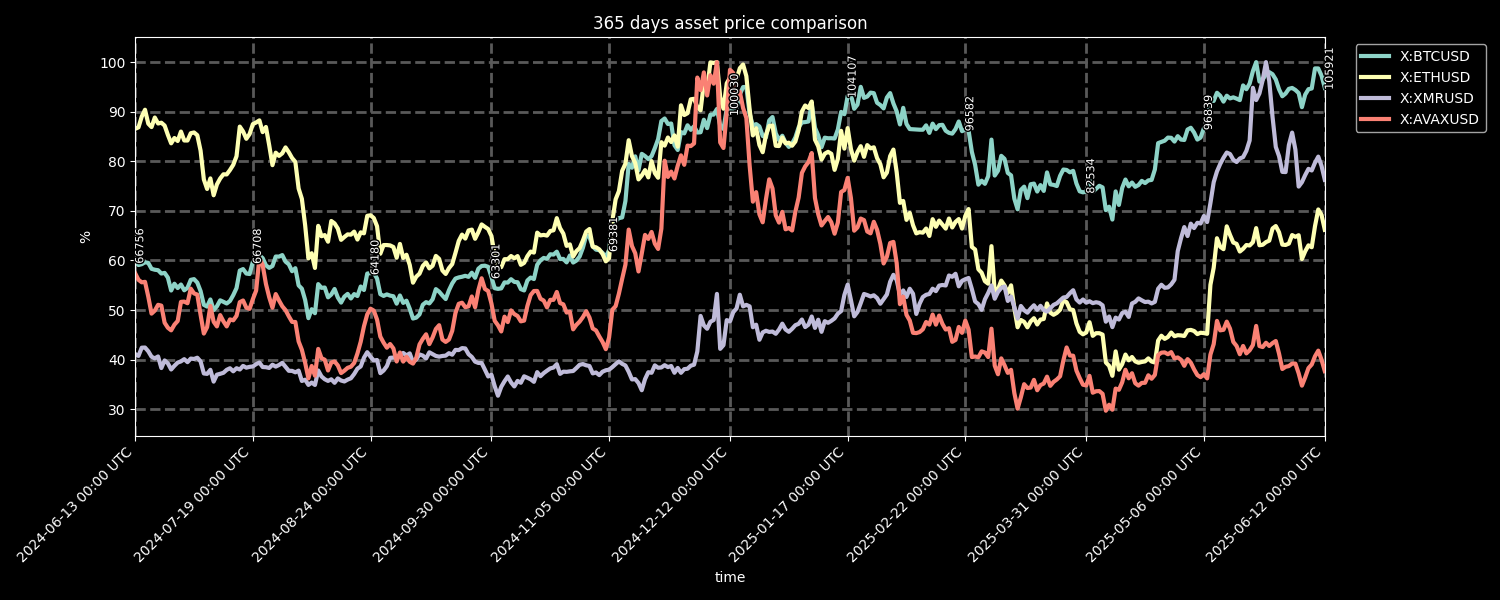 365 days asset price comparison
X:BTCUSD
X:ETHUSD
X:XMRUSD
X:AVAXUSD
100
90
80
70
60
50
40
30
%
66756
66708
64180
63301
6938
100030
104107
96582
82534
96839
105921
2024-06-13 00:00 UTC
2024-07-19 00:00 UTC
2024-08-24 00:00 UTC
2024-09-30 00:00 UTC
2024-11-05 00:00 UTC
2024-12-12 00:00 UTC
2025-01-17 00:00 UTC
2025-02-22 00:00 UTC
2025-03-31 00:00 UTC
2025-05-06 00:00 UTC
2025-06-12 00:00 UTC
time